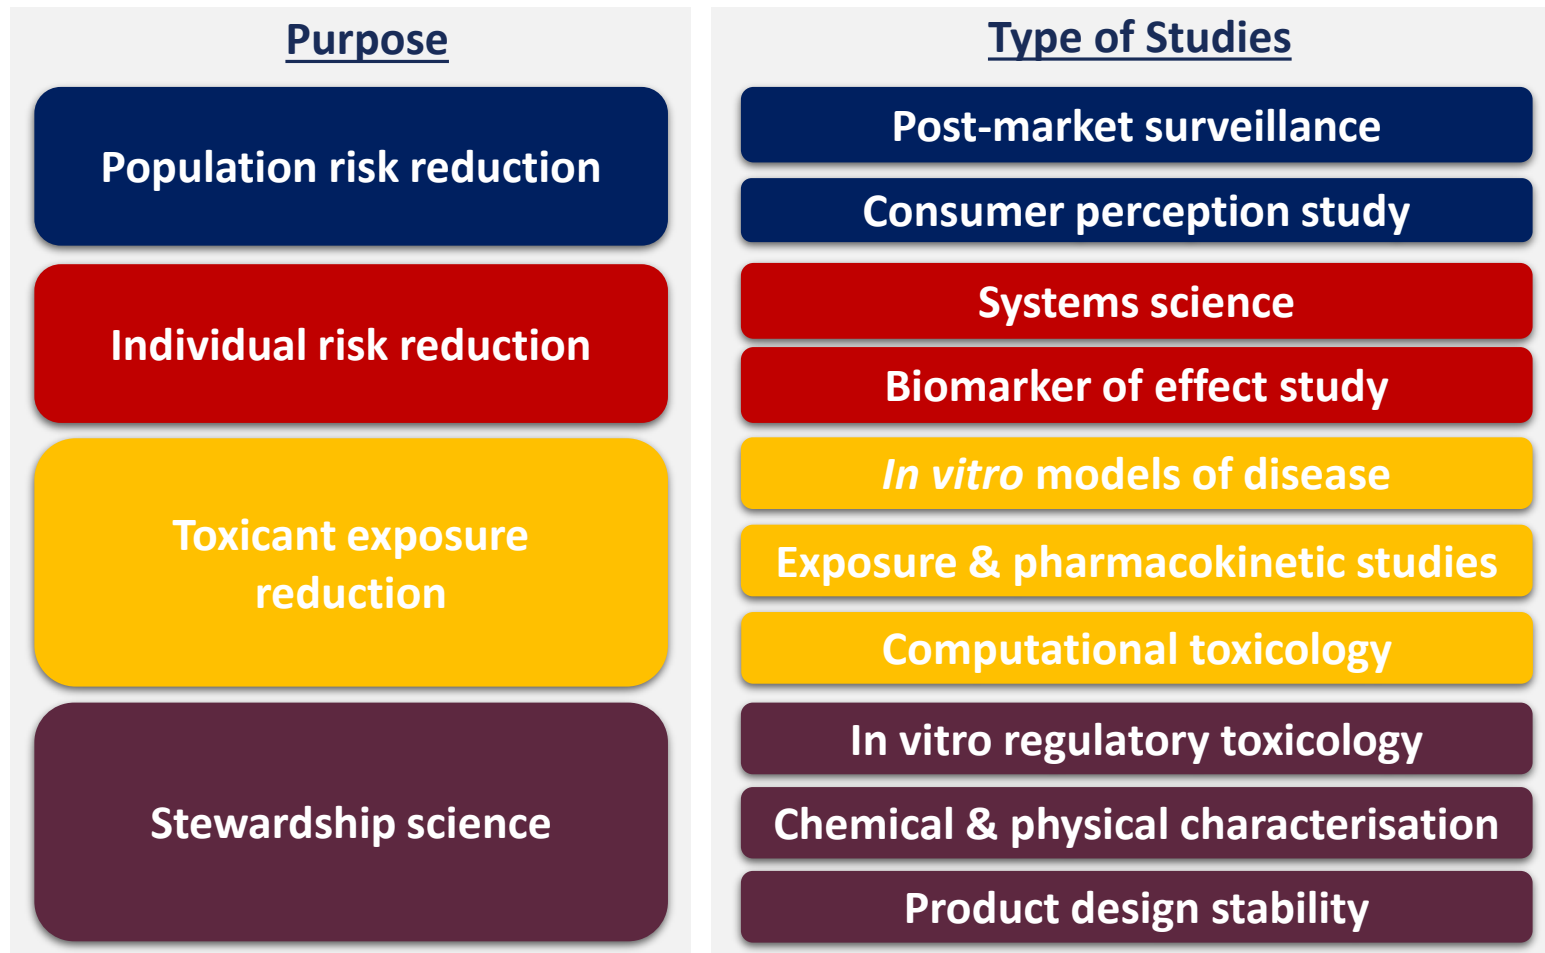 Purpose
Population risk reduction
Individual risk reduction
Toxicant exposure
reduction
Stewardship science
Type of Studies
Post-market surveillance
Consumer perception study
Systems science
Biomarker of effect study
In vitro models of disease
Exposure & pharmacokinetic studies
Computational toxicology
In vitro regulatory toxicology
Chemical & physical characterisation
Product design stability